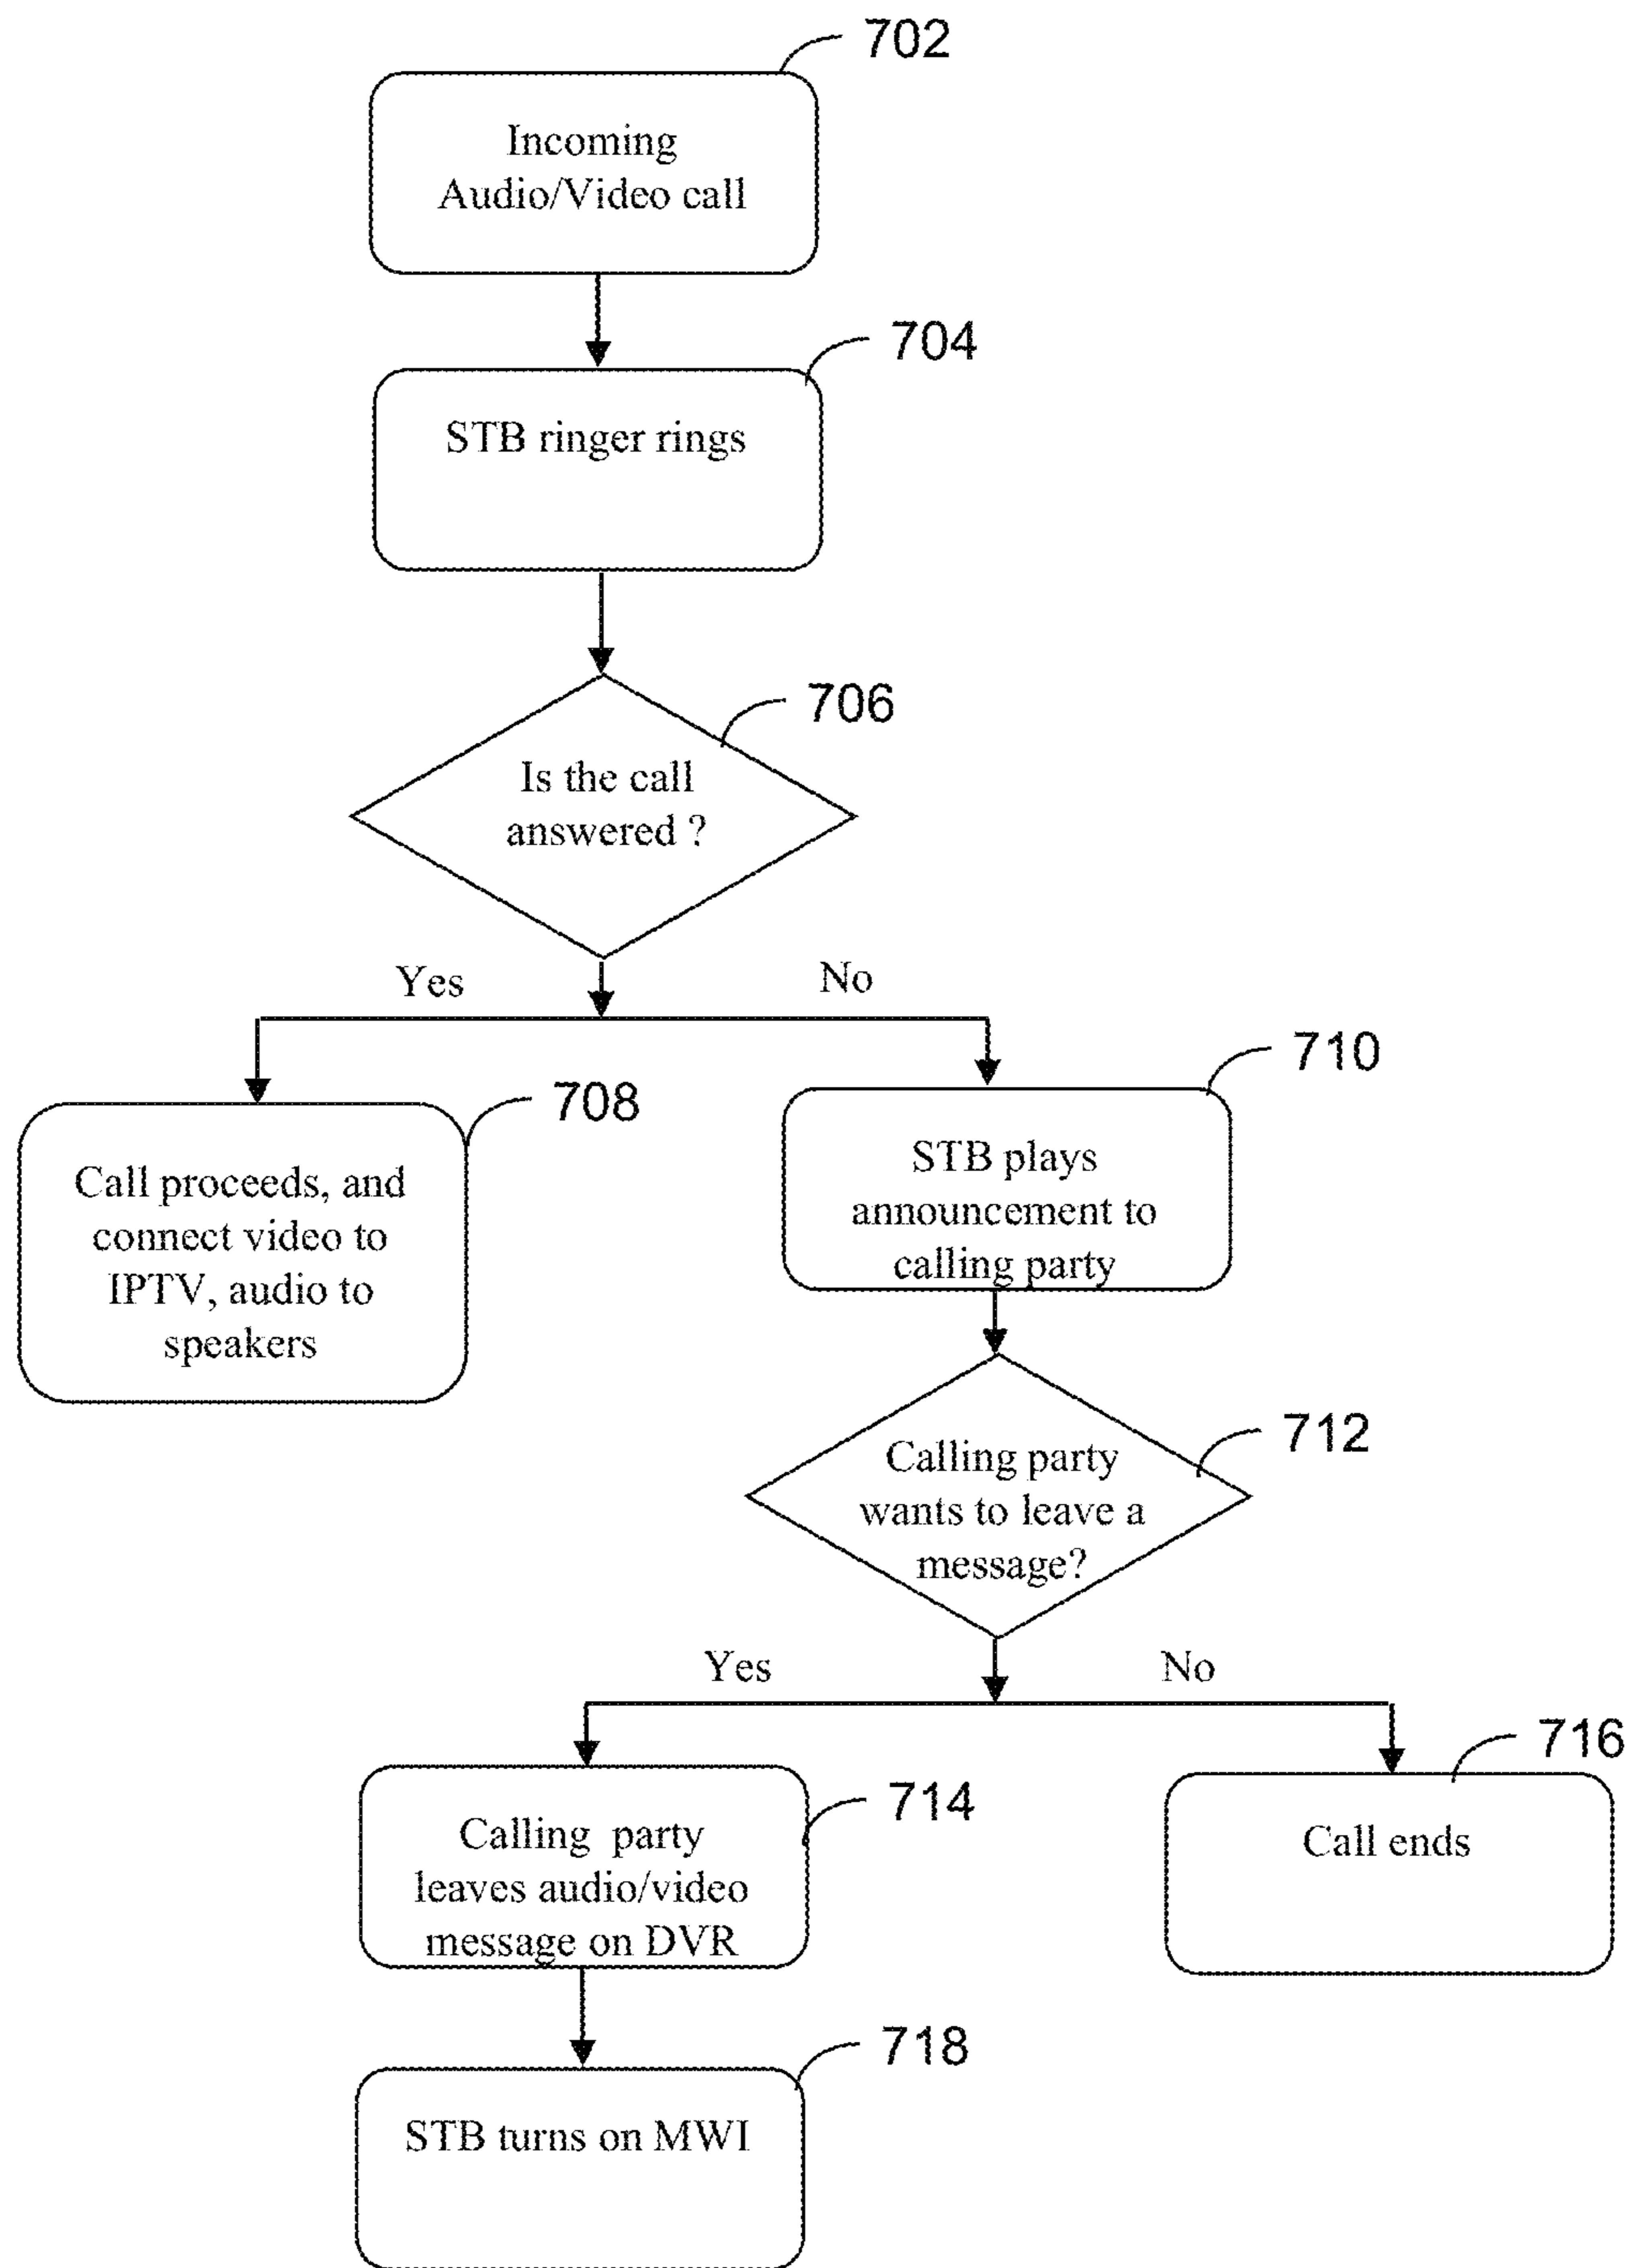 702
Incoming
Audio/Video call
704
STB ringer rings
706
Is the call
answered ?
Yes
No
708
Call proceeds, and
connect video to
IPTV, audio to
speakers
710
STB plays
announcement to
calling party
712
Calling party
wants to leave a
message?
Yes
No
714
Calling party
leaves audio/video
message on DVR
716
Call ends
718
STB turns on MWI